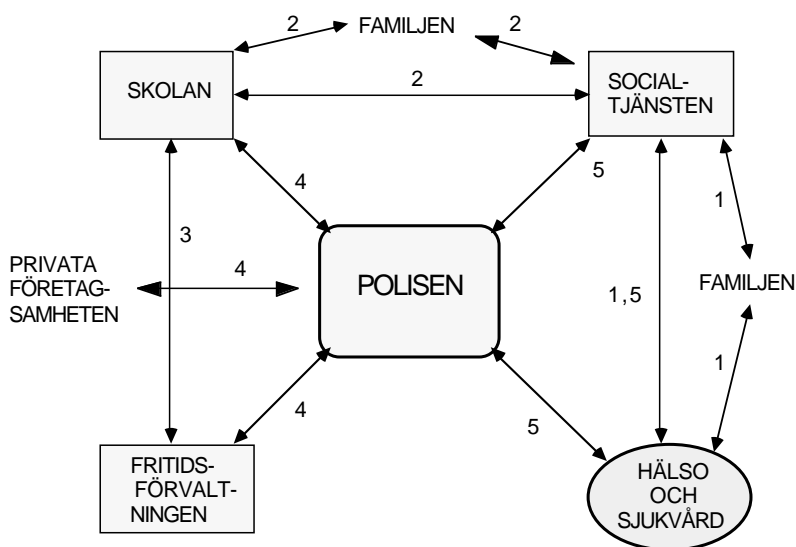 2 FAMILJEN 2
SKOLAN
2
SOCIAL-
TJÄNSTEN
4
5
3
1
PRIVATA
FÖRETAG-
SAMHETEN
4
POLISEN
1,5
FAMILJEN
4
5
1
FRITIDS-
FÖRVALT-
NINGEN
HÄLSO
OCH
SJUKVÅRD